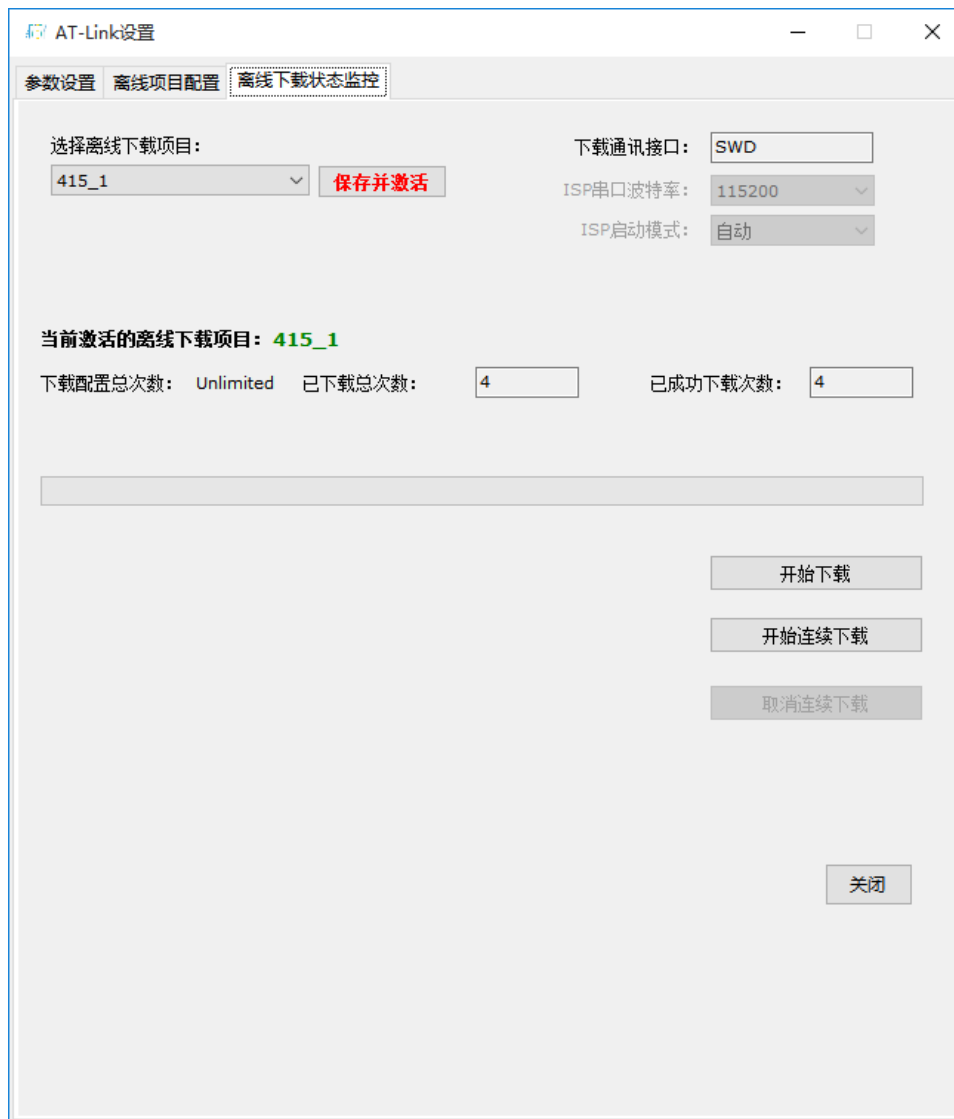 AT-Link设置
参数设置 离线项目配置 离线下载状态监控
选择离线下载项目: 下载通讯接口: SWD
415_1 保存并激活 ISP串口波特率: 115200
ISP启动模式: 自动
当前激活的离线下载项目: 415_1
下载配置总次数: Unlimited 已下载总次数: 4 已成功下载次数: 4
开始下载
开始连续下载
取消连续下载
关闭